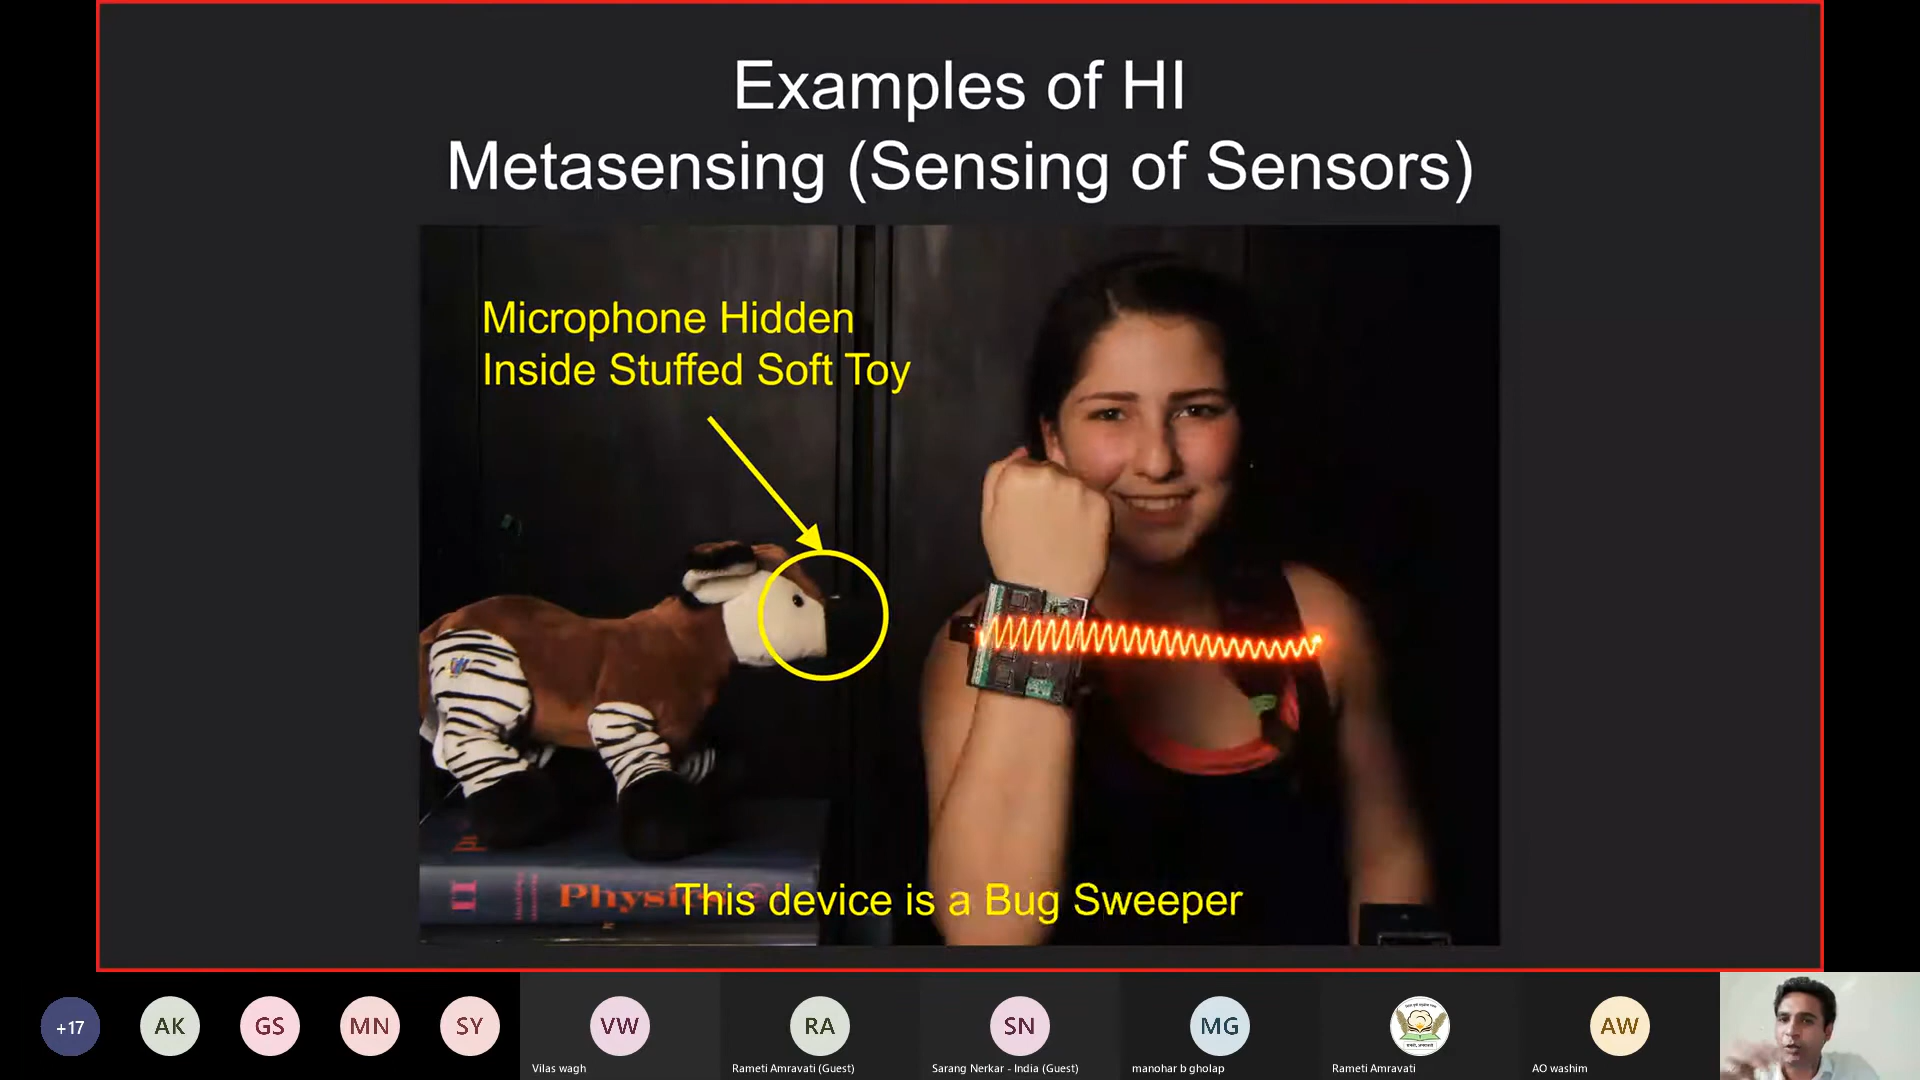 Examples of HI
Metasensing (Sensing of Sensors)
Microphone Hidden
Inside Stuffed Soft Toy
Physi
This device is a Bug Sweeper
+17
AK
GS
MN
SY
VW
RA
SN
MG
AW
Vilas wagh
Rameti Amravati (Guest)
Sarang Nerkar - India (Guest)
manohar b gholap
Rameti Amravati
AO washim